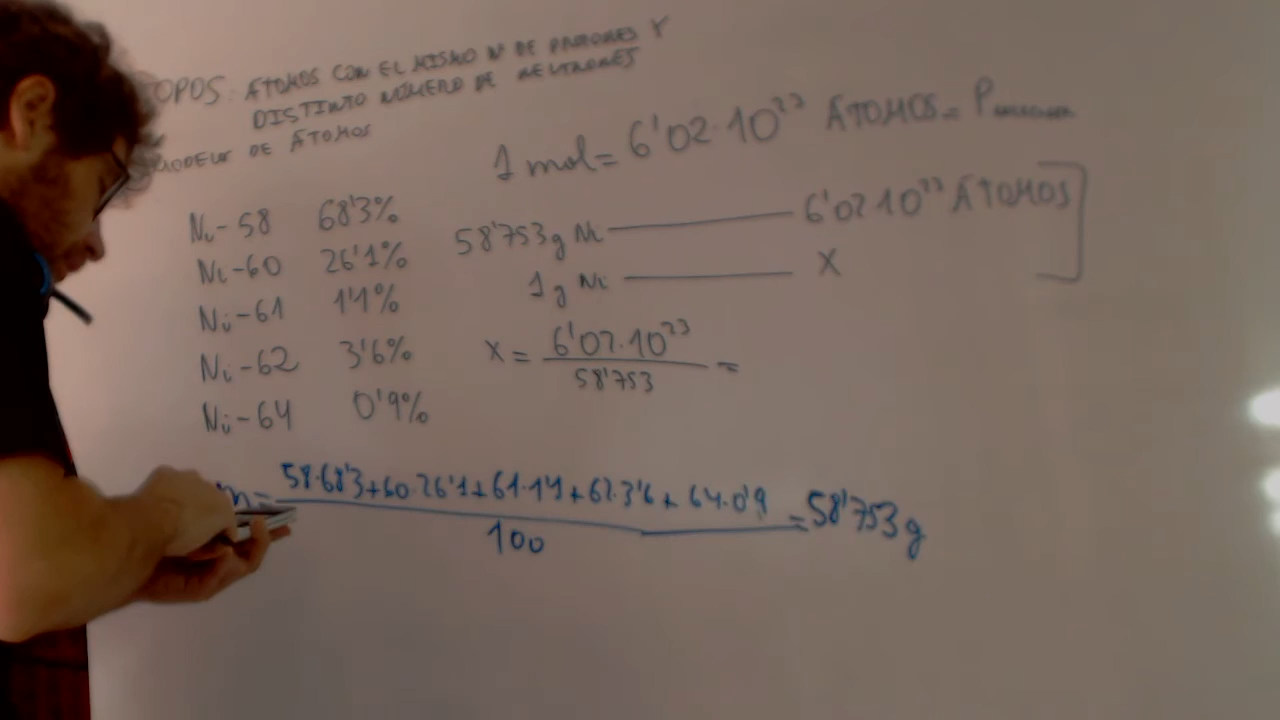 TOPOS: ÁTOMOS CON EL MISMO Nº DE PROTONES Y
DISTINTO NÚMERO DE NEUTRONES
DE ÁTOMOS
1 mol = 6'02·10²³ ÁTOMOS =
Ni-58 68'3%
Ni-60 26'1%
Ni-61 1'1%
Ni-62 3'6%
Ni-64 0'9%
58'753g Ni 6'02·10²³ ÁTOMOS
1g Ni X
X = 6'02·10²³ / 58'753 =
m = 58·68'3+60·26'1+61·1'1+62·3'6+64·0'9 / 100 = 58'753 g